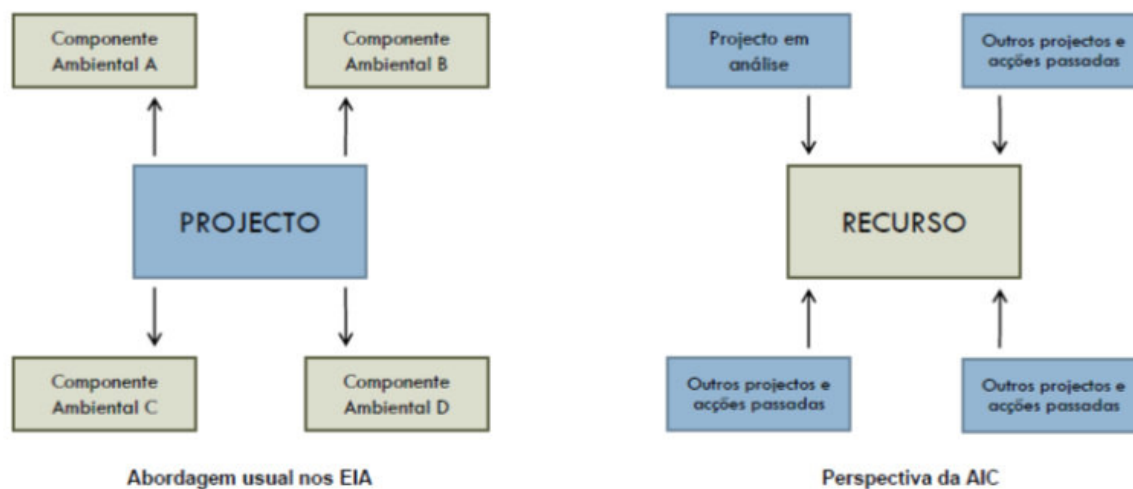 Componente
Ambiental A
Componente
Ambiental B
PROJECTO
Componente
Ambiental C
Componente
Ambiental D
Abordagem usual nos EIA
Projecto em
análise
Outros projectos e
acções passadas
RECURSO
Outros projectos e
acções passadas
Outros projectos e
acções passadas
Perspectiva da AIC